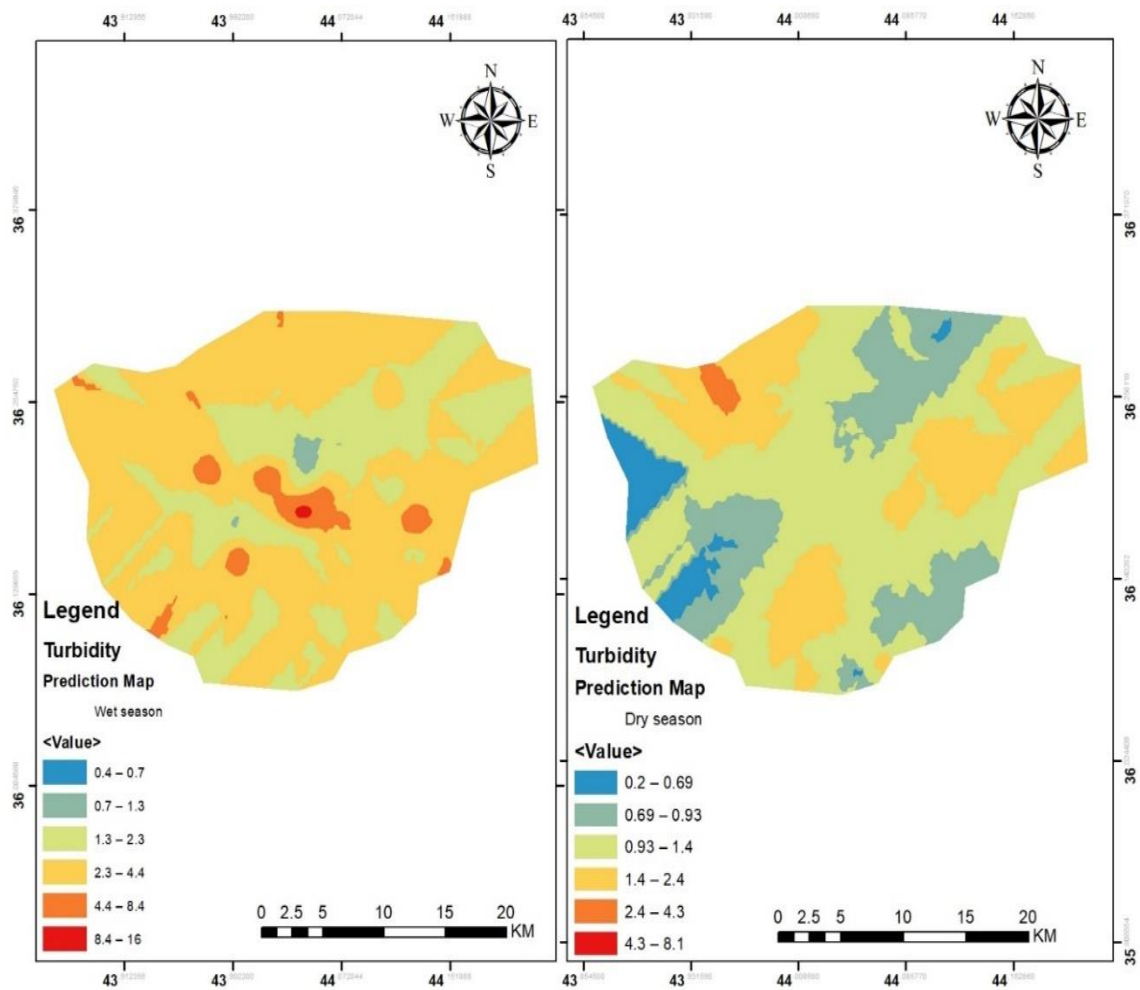 43 44 44
43 43 44 44 44
N
W E
S
N
W E
S
36
36
36
36
36
36
36
36
35
Legend
Turbidity
Prediction Map
Wet season
<Value>
0.4 – 0.7
0.7 – 1.3
1.3 – 2.3
2.3 – 4.4
4.4 – 8.4
8.4 – 16
0 2.5 5 10 15 20
KM
Legend
Turbidity
Prediction Map
Dry season
<Value>
0.2 – 0.69
0.69 – 0.93
0.93 – 1.4
1.4 – 2.4
2.4 – 4.3
4.3 – 8.1
0 2.5 5 10 15 20
KM
43 43 44 44
43 43 44 44 44